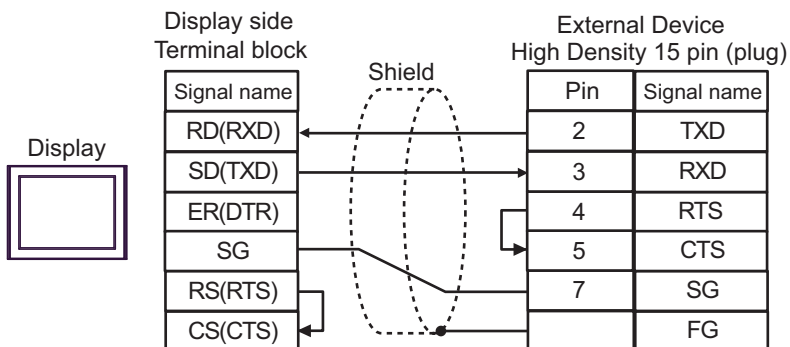 Display side
Terminal block
External Device
High Density 15 pin (plug)
Shield
Display
Signal name
Pin
Signal name
RD(RXD)
2
TXD
SD(TXD)
3
RXD
ER(DTR)
4
RTS
SG
5
CTS
RS(RTS)
7
SG
CS(CTS)
FG